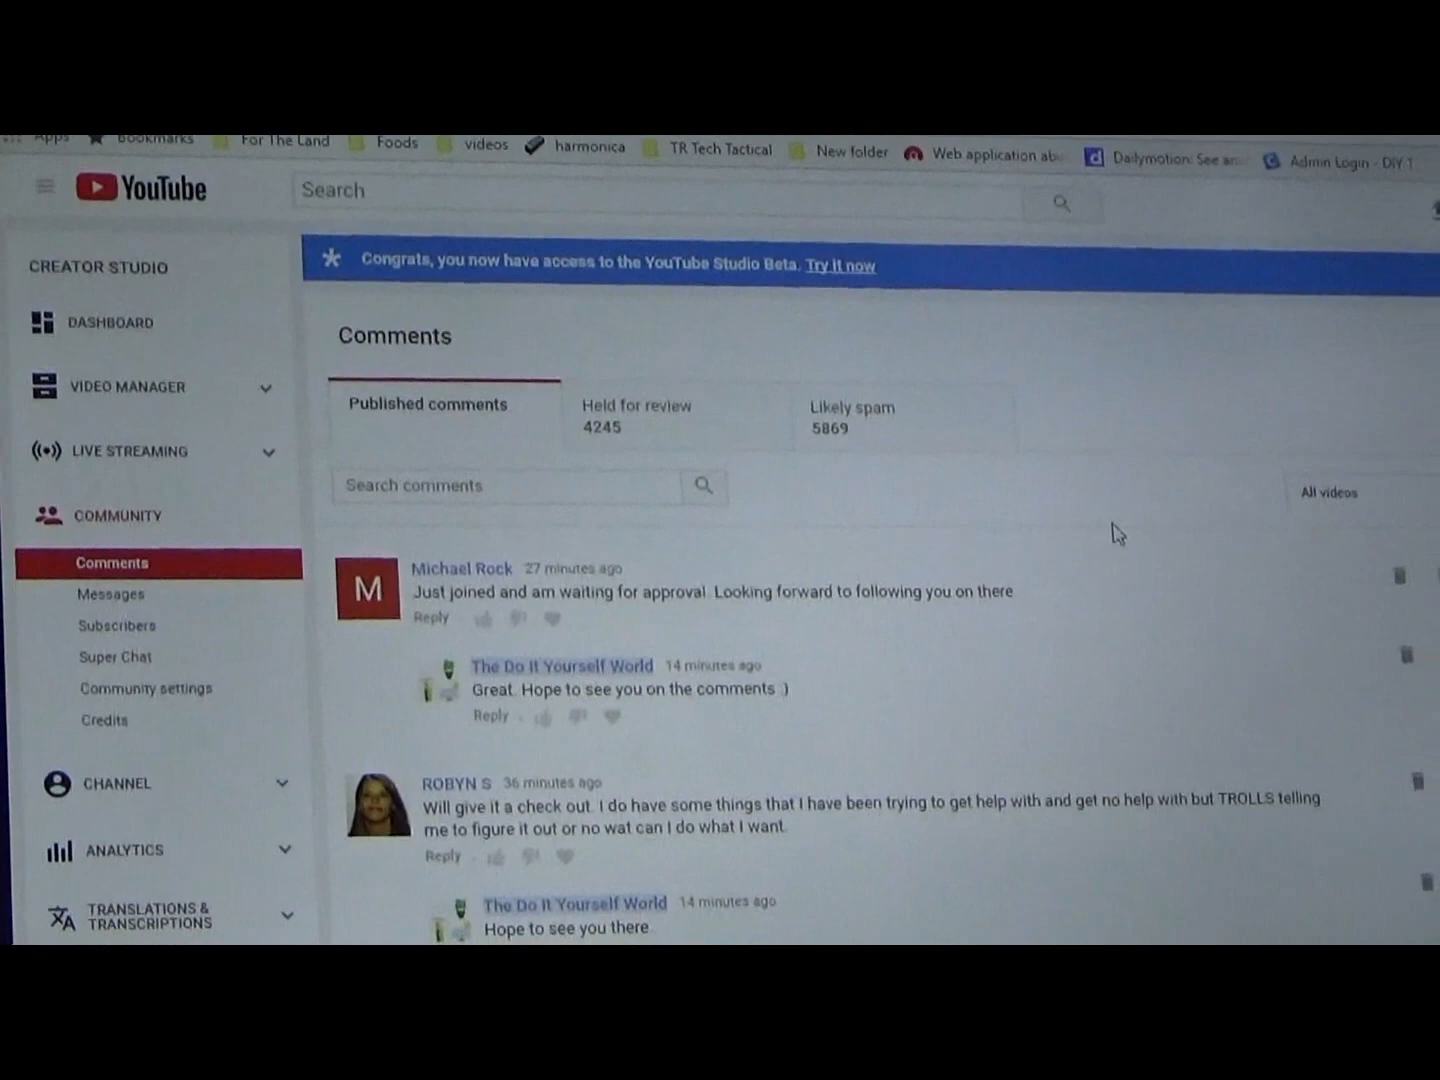 Apps Bookmarks For The Land Foods videos harmonica TR Tech Tactical New folder Web application ab Dailymotion: See an Admin Login - DIY
YouTube
Search
CREATOR STUDIO
Congrats, you now have access to the YouTube Studio Beta. Try it now
DASHBOARD
VIDEO MANAGER
LIVE STREAMING
COMMUNITY
Comments
Messages
Subscribers
Super Chat
Community settings
Credits
CHANNEL
ANALYTICS
TRANSLATIONS &
TRANSCRIPTIONS
Comments
Published comments
Held for review
4245
Likely spam
5869
Search comments
All videos
M
Michael Rock 27 minutes ago
Just joined and am waiting for approval. Looking forward to following you on there
Reply
The Do It Yourself World 14 minutes ago
Great. Hope to see you on the comments :)
Reply
ROBYN S 36 minutes ago
Will give it a check out. I do have some things that I have been trying to get help with and get no help with but TROLLS telling
me to figure it out or no wat can I do what I want.
Reply
The Do It Yourself World 14 minutes ago
Hope to see you there.